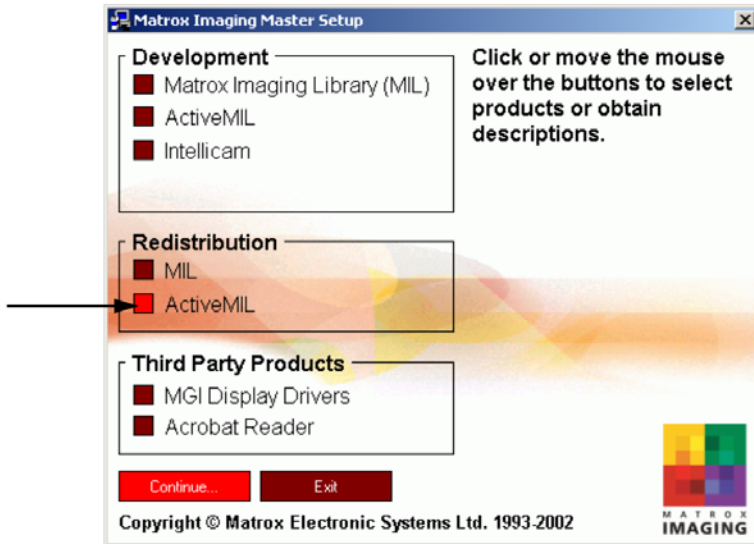 Matrox Imaging Master Setup
Development
Matrox Imaging Library (MIL)
ActiveMIL
Intellicam
Click or move the mouse
over the buttons to select
products or obtain
descriptions.
Redistribution
MIL
ActiveMIL
Third Party Products
MGI Display Drivers
Acrobat Reader
Continue...
Exit
Copyright © Matrox Electronic Systems Ltd. 1993-2002
MATROX
IMAGING